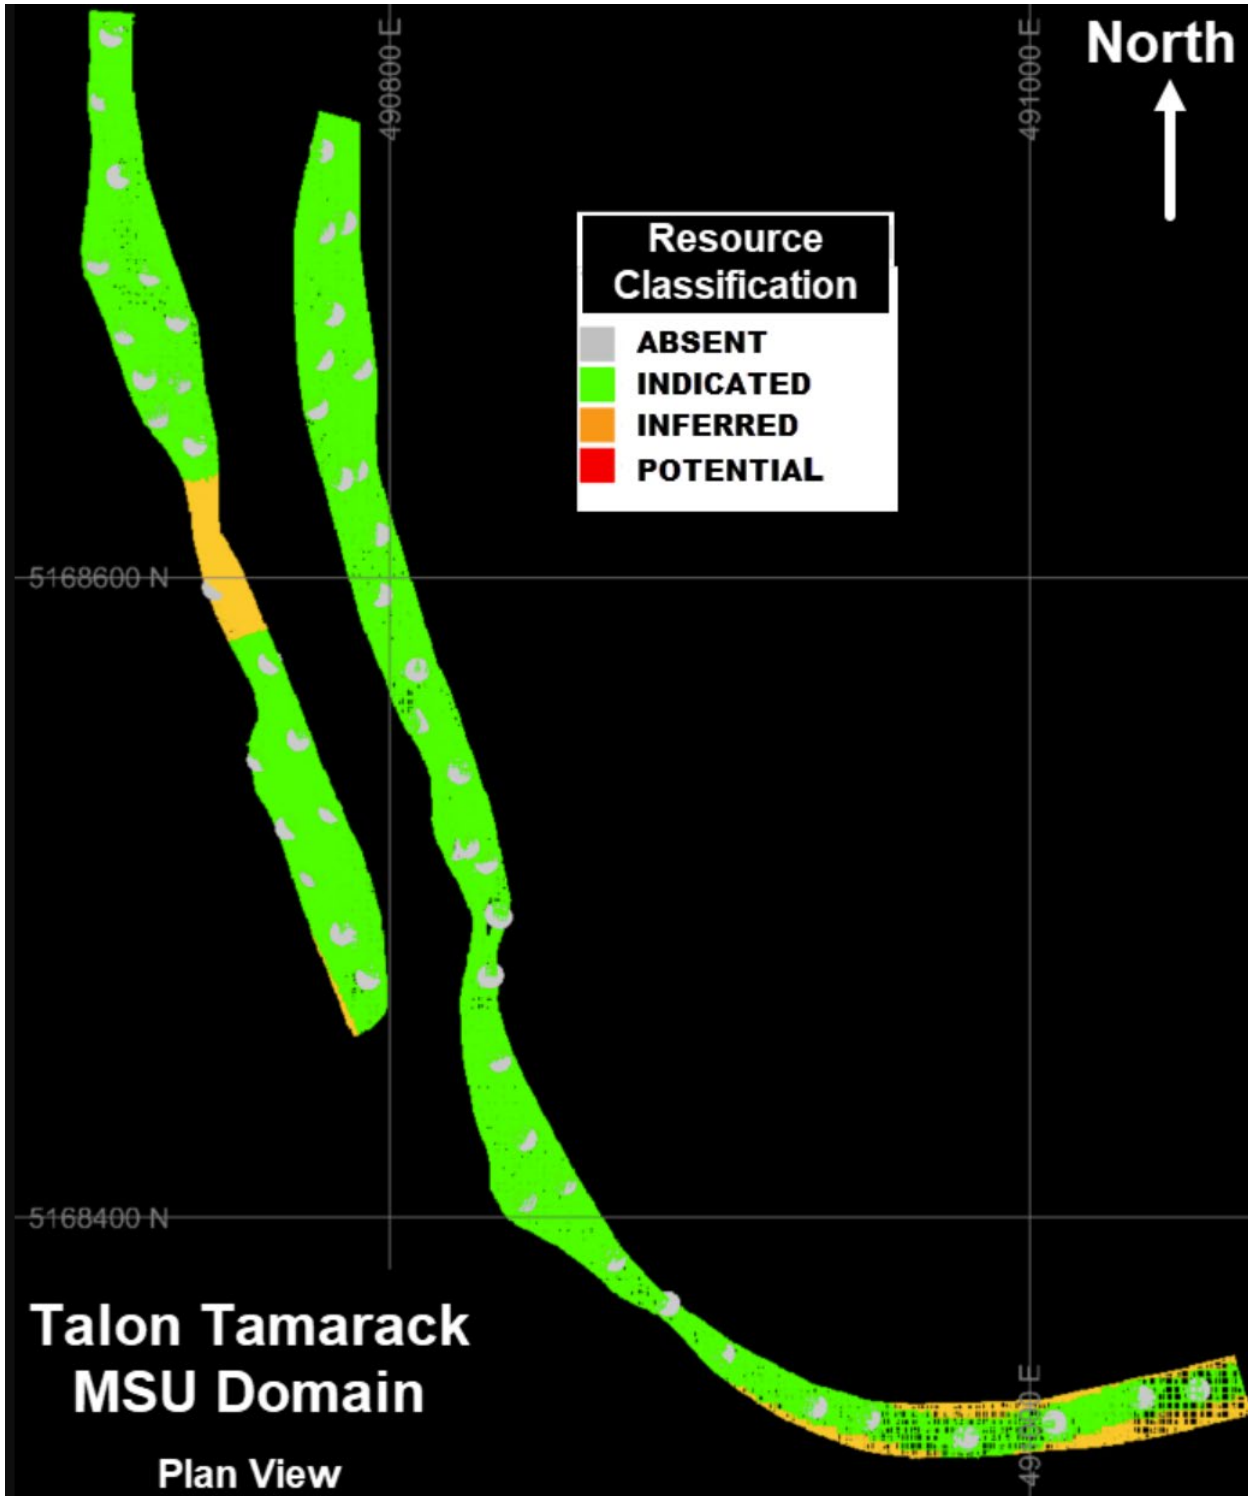 490800 E
491000 E
North
Resource
Classification
ABSENT
INDICATED
INFERRED
POTENTIAL
5168600 N
5168400 N
Talon Tamarack
MSU Domain
Plan View